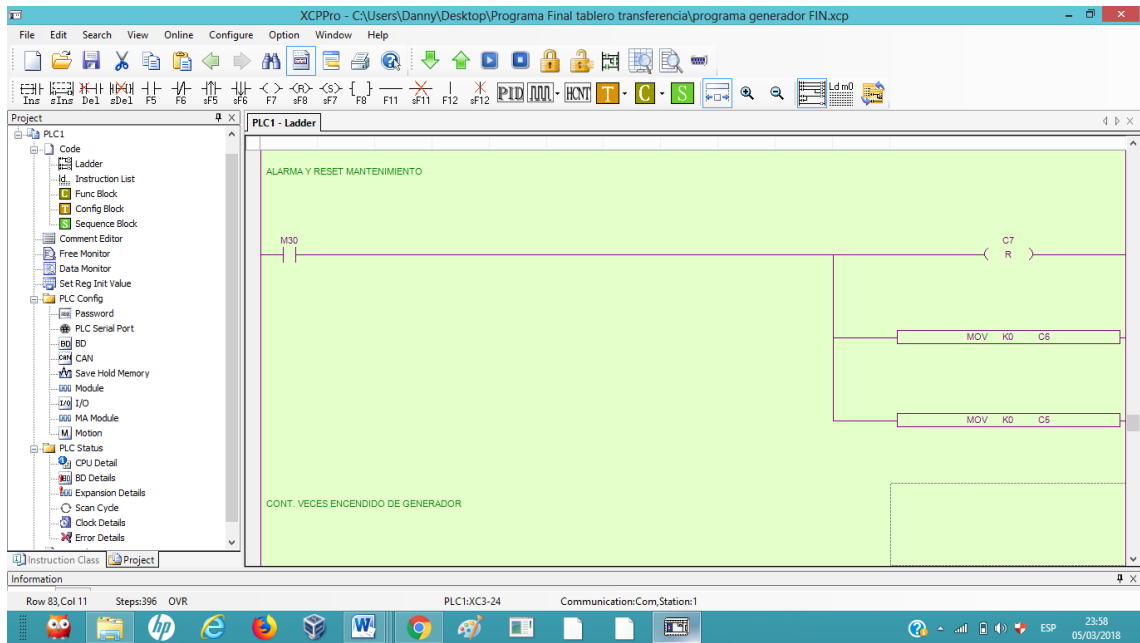 XCPPro - C:\Users\Danny\Desktop\Programa Final tablero transferencia\programa generador FIN.xcp
File Edit Search View Online Configure Option Window Help
Ins sIns Del sDel F5 F6 sF5 sF6 F7 sF8 sF7 F8 F11 sF11 F12 sF12 PID HCNT T C S Ld m0
Project
PLC1 - Ladder
PLC1
Code
Ladder
Instruction List
Func Block
Config Block
Sequence Block
Comment Editor
Free Monitor
Data Monitor
Set Reg Init Value
PLC Config
Password
PLC Serial Port
BD
CAN
Save Hold Memory
Module
I/O
MA Module
Motion
PLC Status
CPU Detail
BD Details
Expansion Details
Scan Cycle
Clock Details
Error Details
Instruction Class Project
ALARMA Y RESET MANTENIMIENTO
M30 C7
R
MOV K0 C6
MOV K0 C5
CONT. VECES ENCENDIDO DE GENERADOR
Information
Row 83,Col 11 Steps:396 OVR PLC1:XC3-24 Communication:Com,Station:1
ESP 23:58
05/03/2018